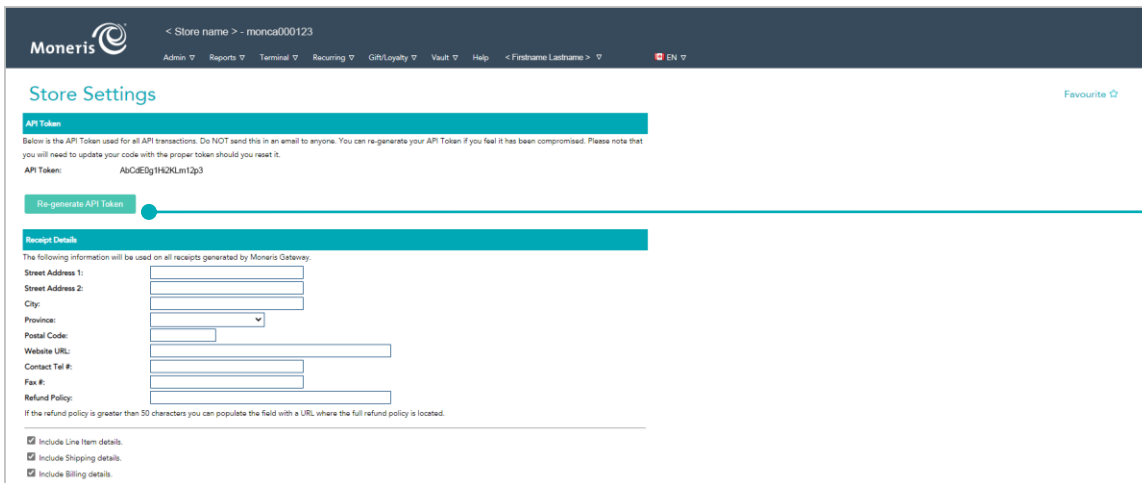 Moneris
< Store name > - monca000123
Admin Reports Terminal Recurring Gift/Loyalty Vault Help < Firstname Lastname > EN
Store Settings
Favourite
API Token
Below is the API Token used for all API transactions. Do NOT send this in an email to anyone. You can re-generate your API Token if you feel it has been compromised. Please note that
you will need to update your code with the proper token should you reset it.
API Token: AbCdE0g1Hi2KLm12p3
Re-generate API Token
Receipt Details
The following information will be used on all receipts generated by Moneris Gateway.
Street Address 1:
Street Address 2:
City:
Province:
Postal Code:
Website URL:
Contact Tel #:
Fax #:
Refund Policy:
If the refund policy is greater than 50 characters you can populate the field with a URL where the full refund policy is located.
Include Line Item details.
Include Shipping details.
Include Billing details.